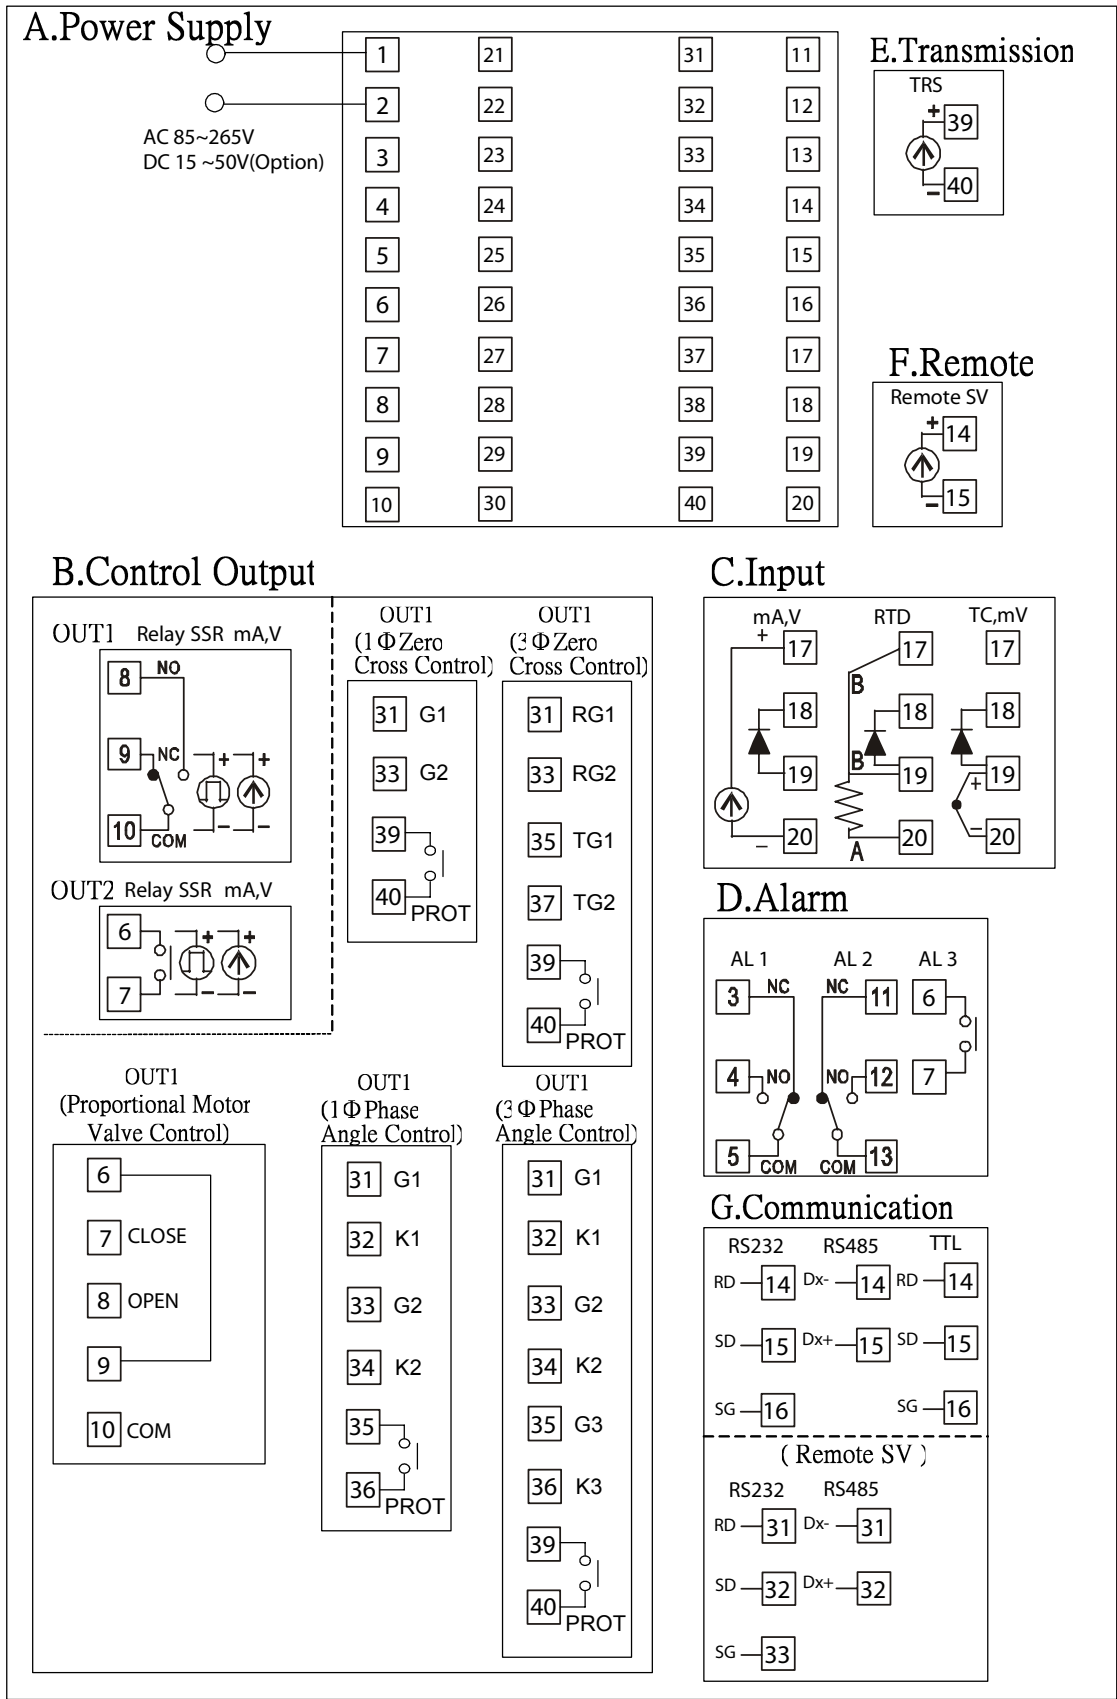 A.Power Supply
AC 85~265V
DC 15 ~50V(Option)
1 21 31 11
2 22 32 12
3 23 33 13
4 24 34 14
5 25 35 15
6 26 36 16
7 27 37 17
8 28 38 18
9 29 39 19
10 30 40 20
E.Transmission
TRS
+ 39
− 40
F.Remote
Remote SV
+ 14
− 15
B.Control Output
OUT1 Relay SSR mA,V
8 NO
9 NC + +
10 COM − −
OUT2 Relay SSR mA,V
6 + +
7 − −
OUT1
(1ΦZero
Cross Control)
31 G1
33 G2
39
40 PROT
OUT1
(3ΦZero
Cross Control)
31 RG1
33 RG2
35 TG1
37 TG2
39
40 PROT
OUT1
(Proportional Motor
Valve Control)
6
7 CLOSE
8 OPEN
9
10 COM
OUT1
(1ΦPhase
Angle Control)
31 G1
32 K1
33 G2
34 K2
35
36 PROT
OUT1
(3ΦPhase
Angle Control)
31 G1
32 K1
33 G2
34 K2
35 G3
36 K3
39
40 PROT
C.Input
mA,V RTD TC,mV
+ 17 17 17
B
18 18 18
B
19 19 + 19
− 20 A 20 − 20
D.Alarm
AL 1 AL 2 AL 3
3 NC NC 11 6
4 NO NO 12 7
5 COM COM 13
G.Communication
RS232 RS485 TTL
RD 14 Dx- 14 RD 14
SD 15 Dx+ 15 SD 15
SG 16 SG 16
( Remote SV )
RS232 RS485
RD 31 Dx- 31
SD 32 Dx+ 32
SG 33